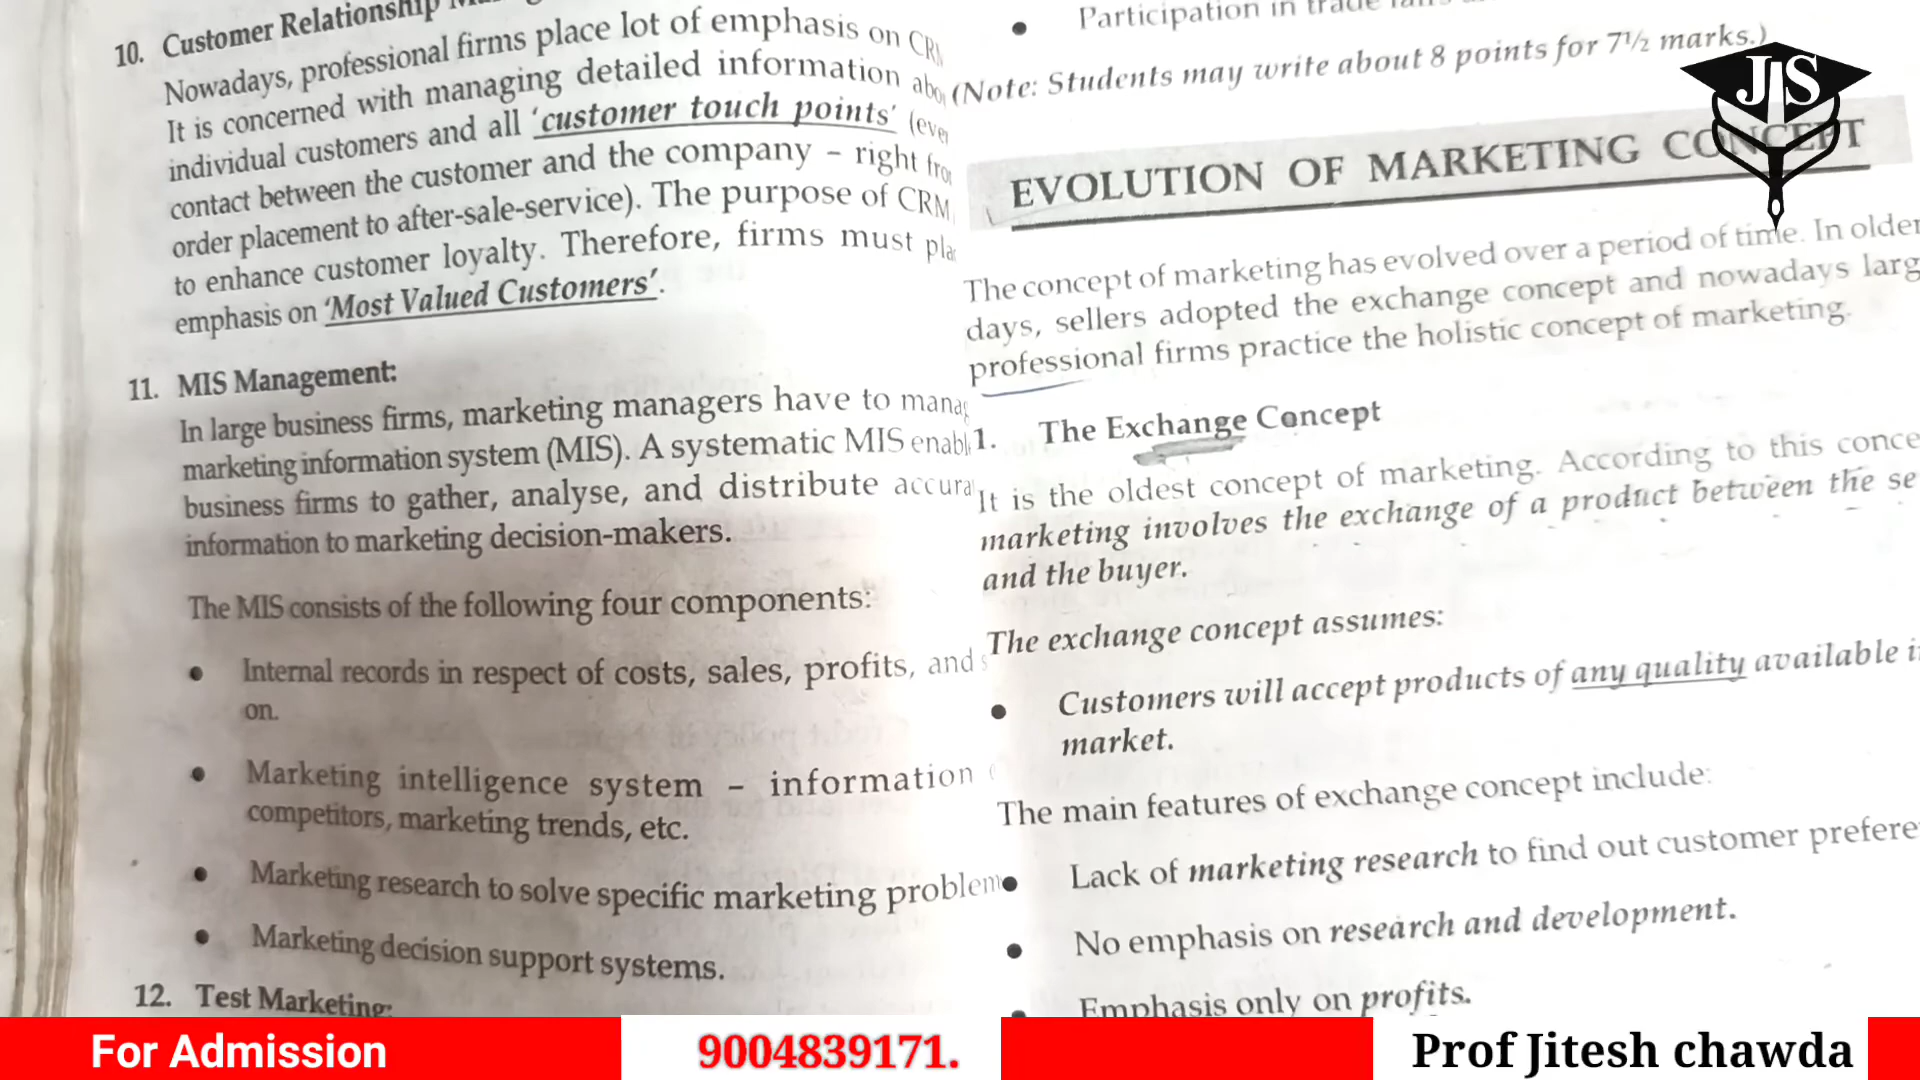 10. Customer Relationship
Nowadays, professional firms place lot of emphasis on CRM
It is concerned with managing detailed information
individual customers and all ‘customer touch points’
contact between the customer and the company – right
order placement to after-sale-service). The purpose of CRM
to enhance customer loyalty. Therefore, firms must
emphasis on ‘Most Valued Customers’.
11. MIS Management:
In large business firms, marketing managers have to
marketing information system (MIS). A systematic MIS
business firms to gather, analyse, and distribute
information to marketing decision-makers.
The MIS consists of the following four components:
• Internal records in respect of costs, sales, profits, and
on.
• Marketing intelligence system – information
competitors, marketing trends, etc.
• Marketing research to solve specific marketing
• Marketing decision support systems.
12. Test Marketing:
• Participation in trade
(Note: Students may write about 8 points for 7½ marks.)
EVOLUTION OF MARKETING CONCEPT
The concept of marketing has evolved over a period of time. In older
days, sellers adopted the exchange concept and nowadays
professional firms practice the holistic concept of marketing.
1. The Exchange Concept
It is the oldest concept of marketing. According to this
marketing involves the exchange of a product between the
and the buyer.
The exchange concept assumes:
• Customers will accept products of any quality available
market.
The main features of exchange concept include:
• Lack of marketing research to find out customer
• No emphasis on research and development.
• Emphasis only on profits.
JS
For Admission
9004839171.
Prof Jitesh chawda